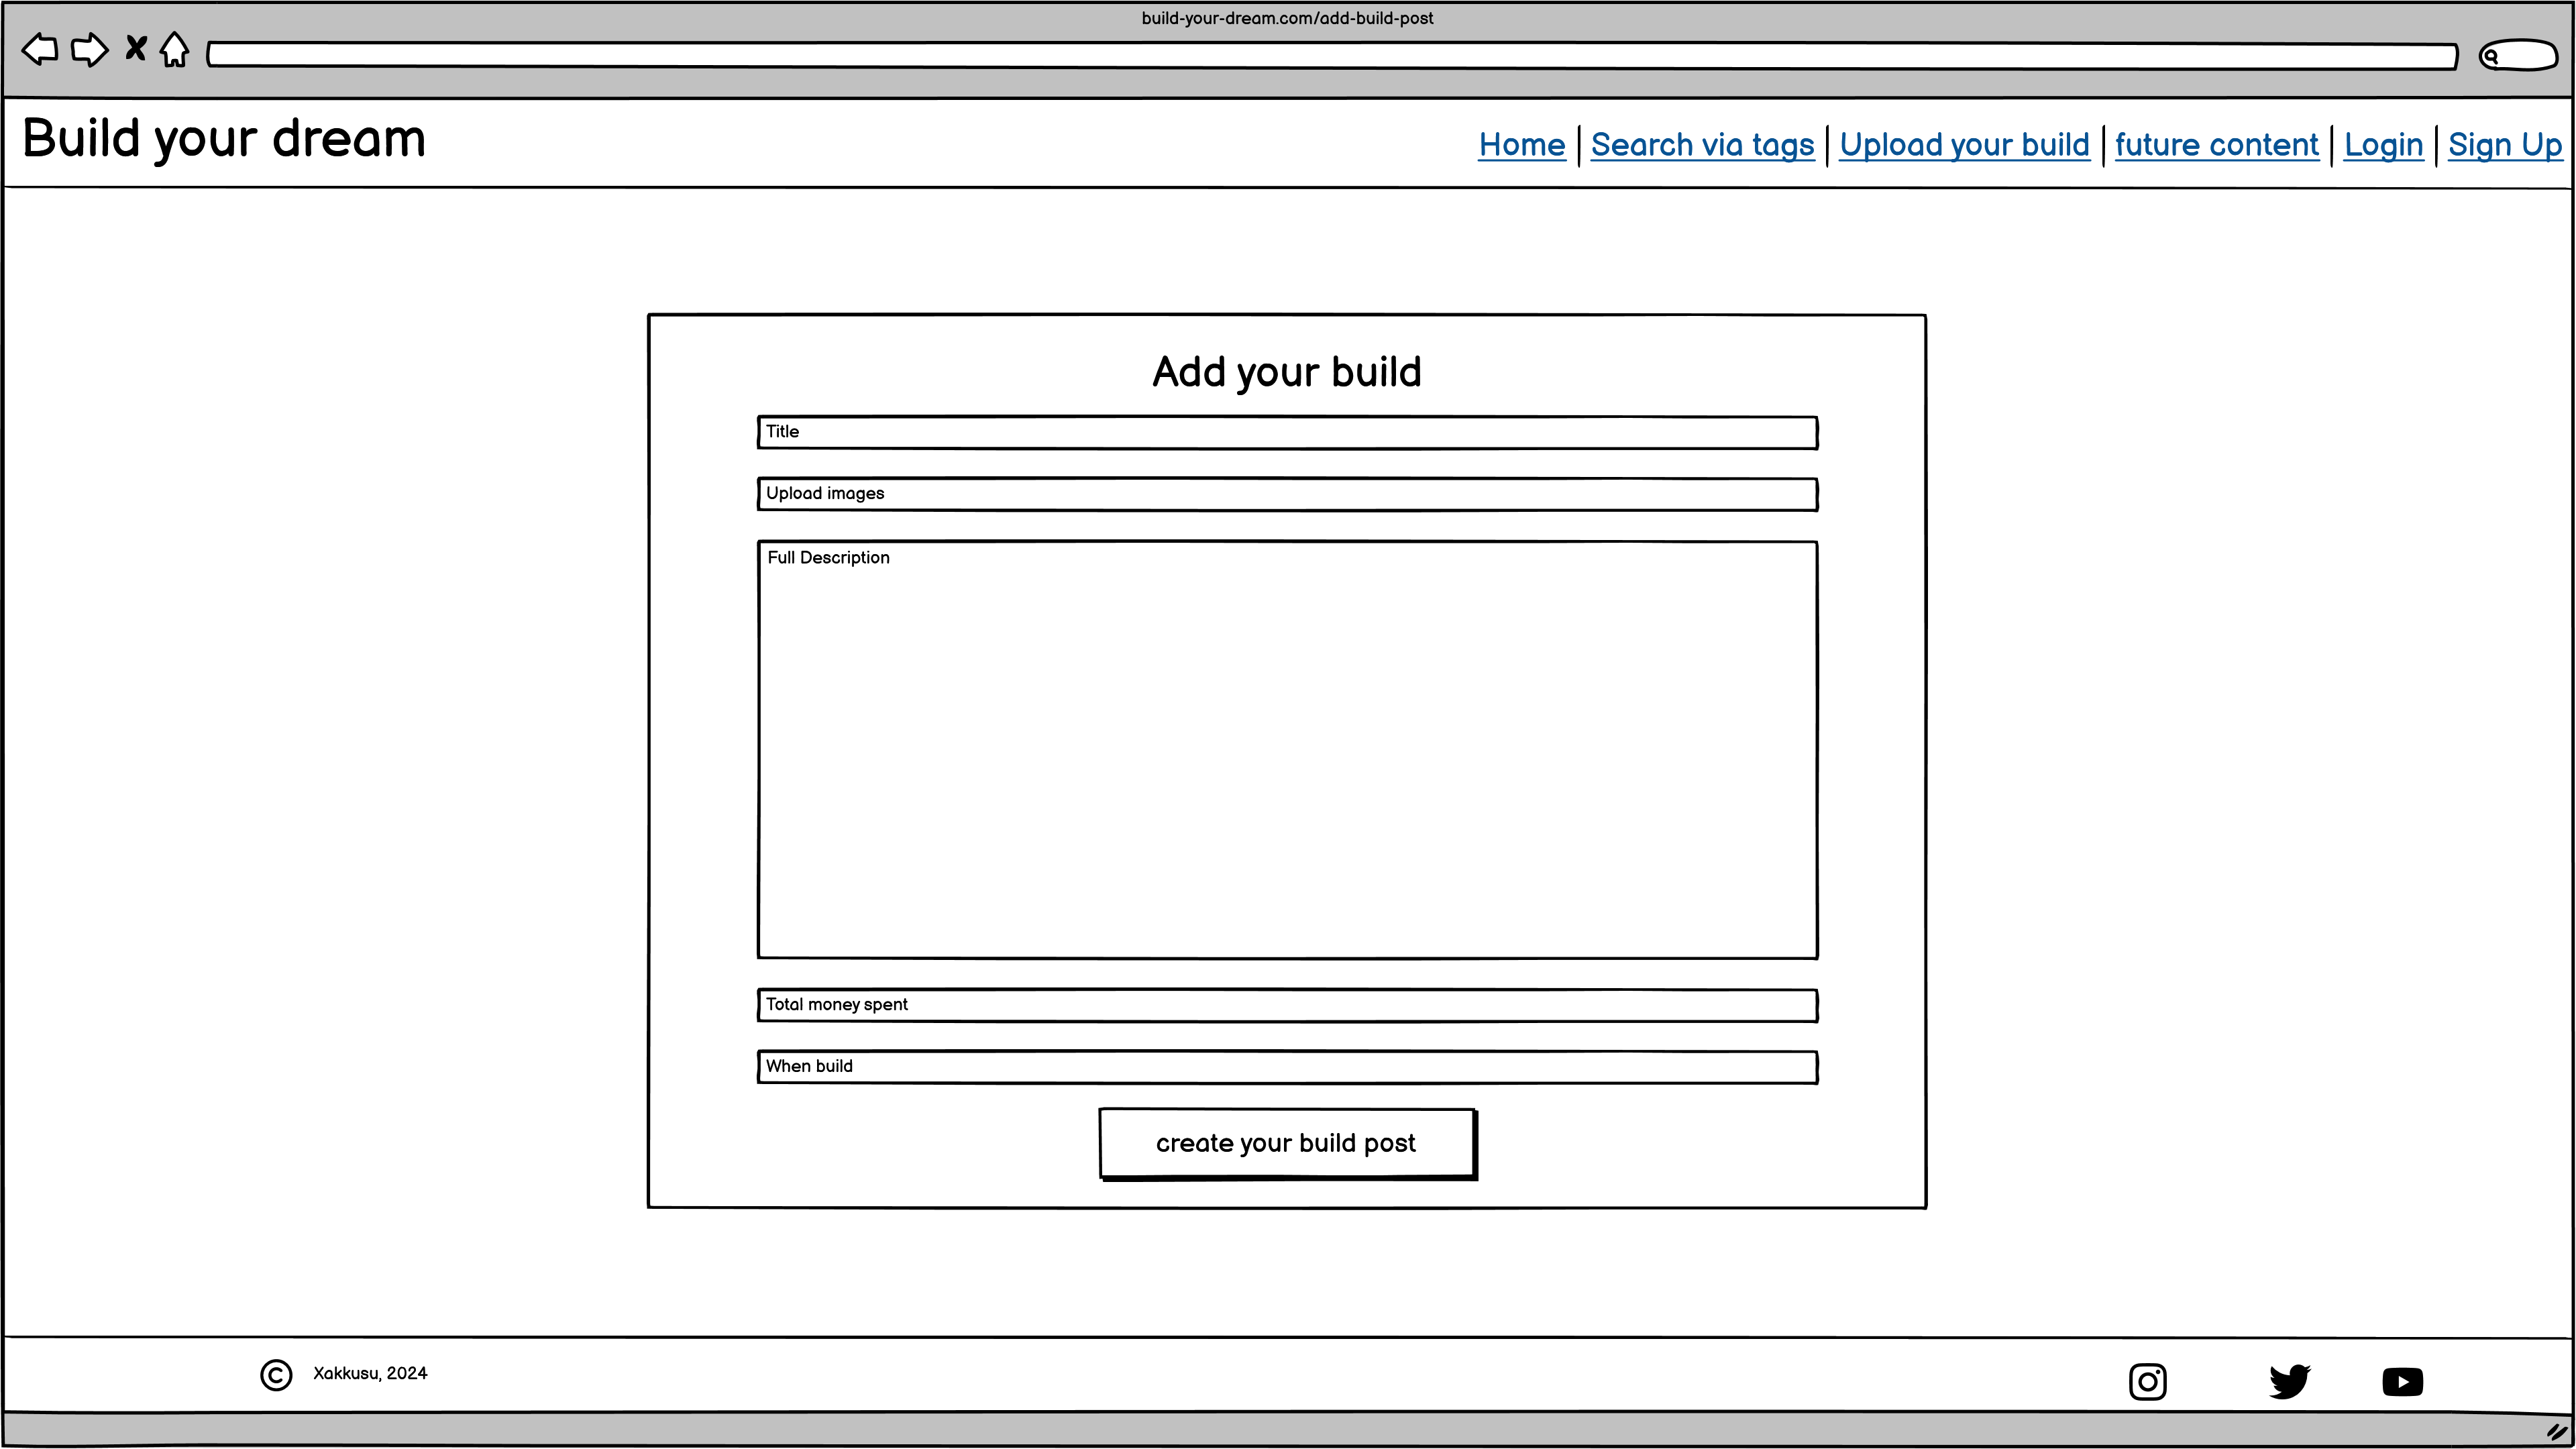 build-your-dream.com/add-build-post
Build your dream
Home | Search via tags | Upload your build | future content | Login | Sign Up
Add your build
Title
Upload images
Full Description
Total money spent
When build
create your build post
© Xakkusu, 2024